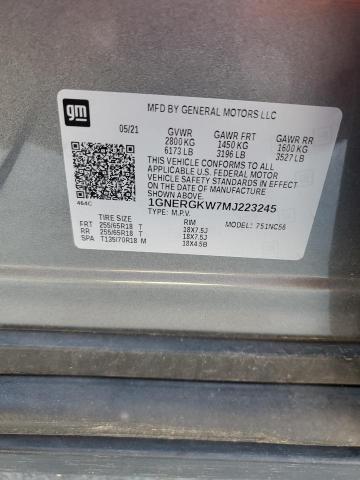 gm
MFD BY GENERAL MOTORS LLC
05/21 GVWR GAWR FRT GAWR RR
2800 KG 1450 KG 1600 KG
6173 LB 3196 LB 3527 LB
THIS VEHICLE CONFORMS TO ALL
APPLICABLE U.S. FEDERAL MOTOR
VEHICLE SAFETY STANDARDS IN EFFECT
ON THE DATE OF MANUFACTURE
SHOWN ABOVE.
464C 1GNERGKW7MJ223245
TYPE: M.P.V. MODEL: 751NC56
TIRE SIZE RIM
FRT 255/65R18 T 18X7.5J
RR 255/65R18 T 18X7.5J
SPA T135/70R18 M 18X4.5B